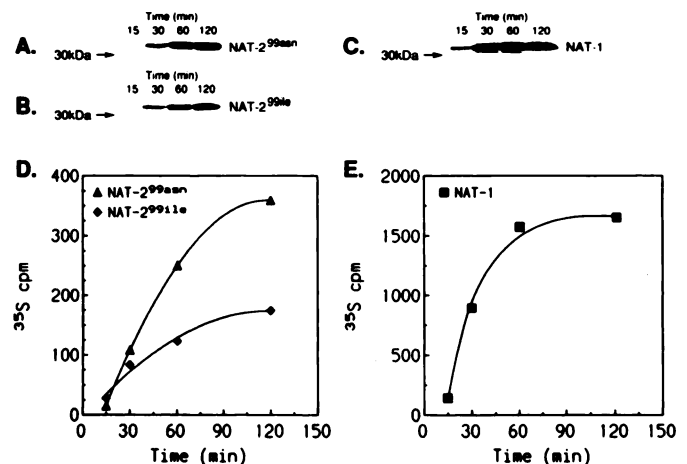 A.
Time (min)
15 30 60 120
30kDa → NAT-2⁹⁹ᵃˢⁿ
B.
Time (min)
15 30 60 120
30kDa → NAT-2⁹⁹ⁱˡᵉ
C.
Time (min)
15 30 60 120
30kDa → NAT-1
D.
▲ NAT-2⁹⁹ᵃˢⁿ
◆ NAT-2⁹⁹ⁱˡᵉ
³⁵S cpm
400
300
200
100
0
0 30 60 90 120 150
Time (min)
E.
■ NAT-1
³⁵S cpm
2000
1500
1000
500
0
0 30 60 90 120 150
Time (min)